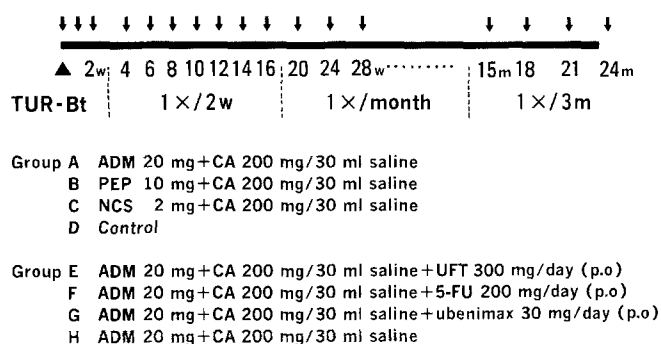 2w 4 6 8 10 12 14 16 20 24 28w········· 15m 18 21 24m
TUR-Bt 1×/2w 1×/month 1×/3m
Group A ADM 20 mg+CA 200 mg/30 ml saline
B PEP 10 mg+CA 200 mg/30 ml saline
C NCS 2 mg+CA 200 mg/30 ml saline
D Control
Group E ADM 20 mg+CA 200 mg/30 ml saline+UFT 300 mg/day (p.o)
F ADM 20 mg+CA 200 mg/30 ml saline+5-FU 200 mg/day (p.o)
G ADM 20 mg+CA 200 mg/30 ml saline+ubenimax 30 mg/day (p.o)
H ADM 20 mg+CA 200 mg/30 ml saline